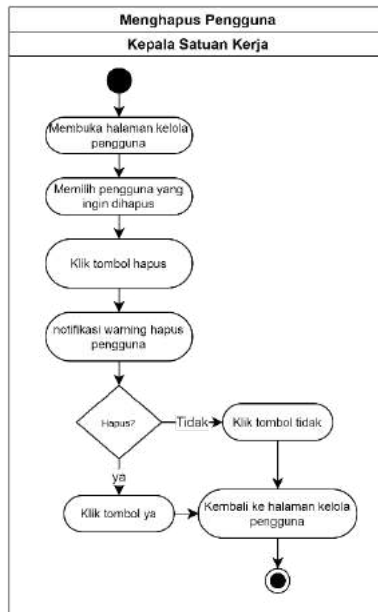 Menghapus Pengguna
Kepala Satuan Kerja
Membuka halaman kelola
pengguna
Memilih pengguna yang
ingin dihapus
Klik tombol hapus
notifikasi warning hapus
pengguna
Hapus?
Tidak
Klik tombol tidak
ya
Klik tombol ya
Kembali ke halaman kelola
pengguna